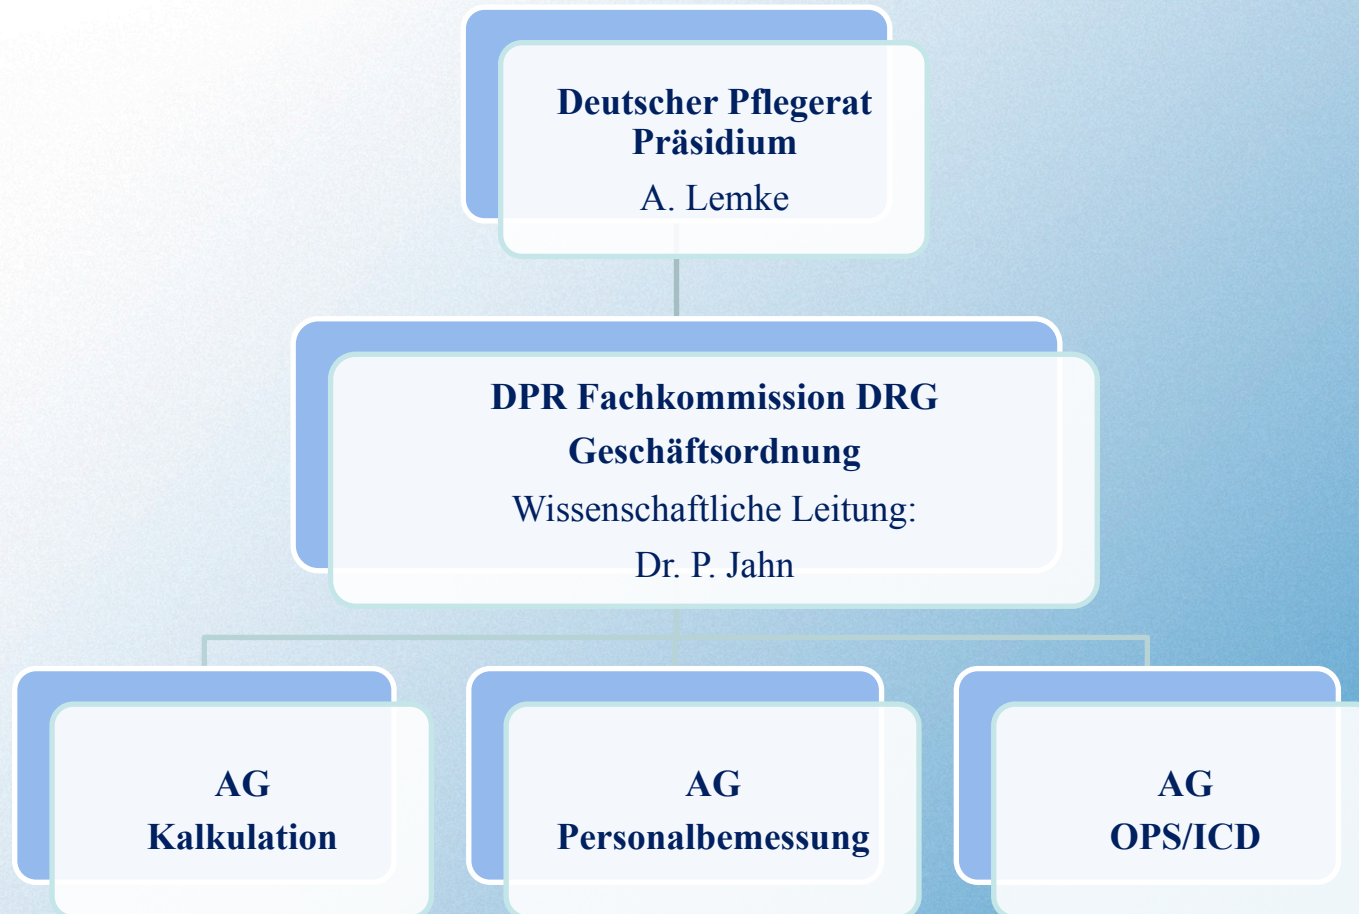 Deutscher Pflegerat
Präsidium
A. Lemke
DPR Fachkommission DRG
Geschäftsordnung
Wissenschaftliche Leitung:
Dr. P. Jahn
AG
Kalkulation
AG
Personalbemessung
AG
OPS/ICD